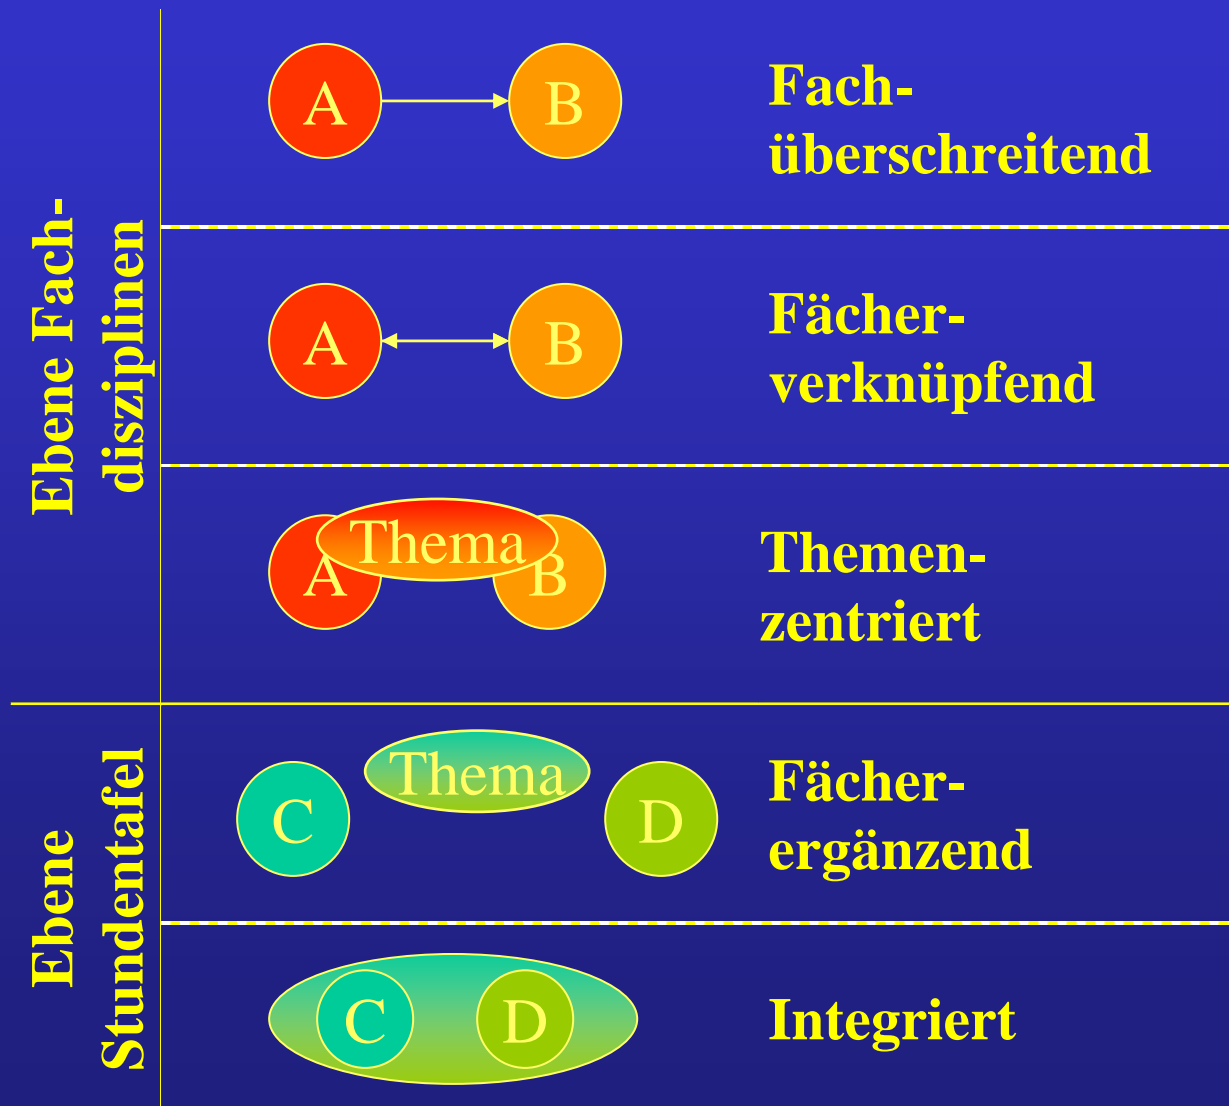 Ebene Fach-
disziplinen
A B
Fach-
überschreitend
A B
Fächer-
verknüpfend
Thema
A B
Themen-
zentriert
Ebene
Stundentafel
Thema
C D
Fächer-
ergänzend
C D
Integriert